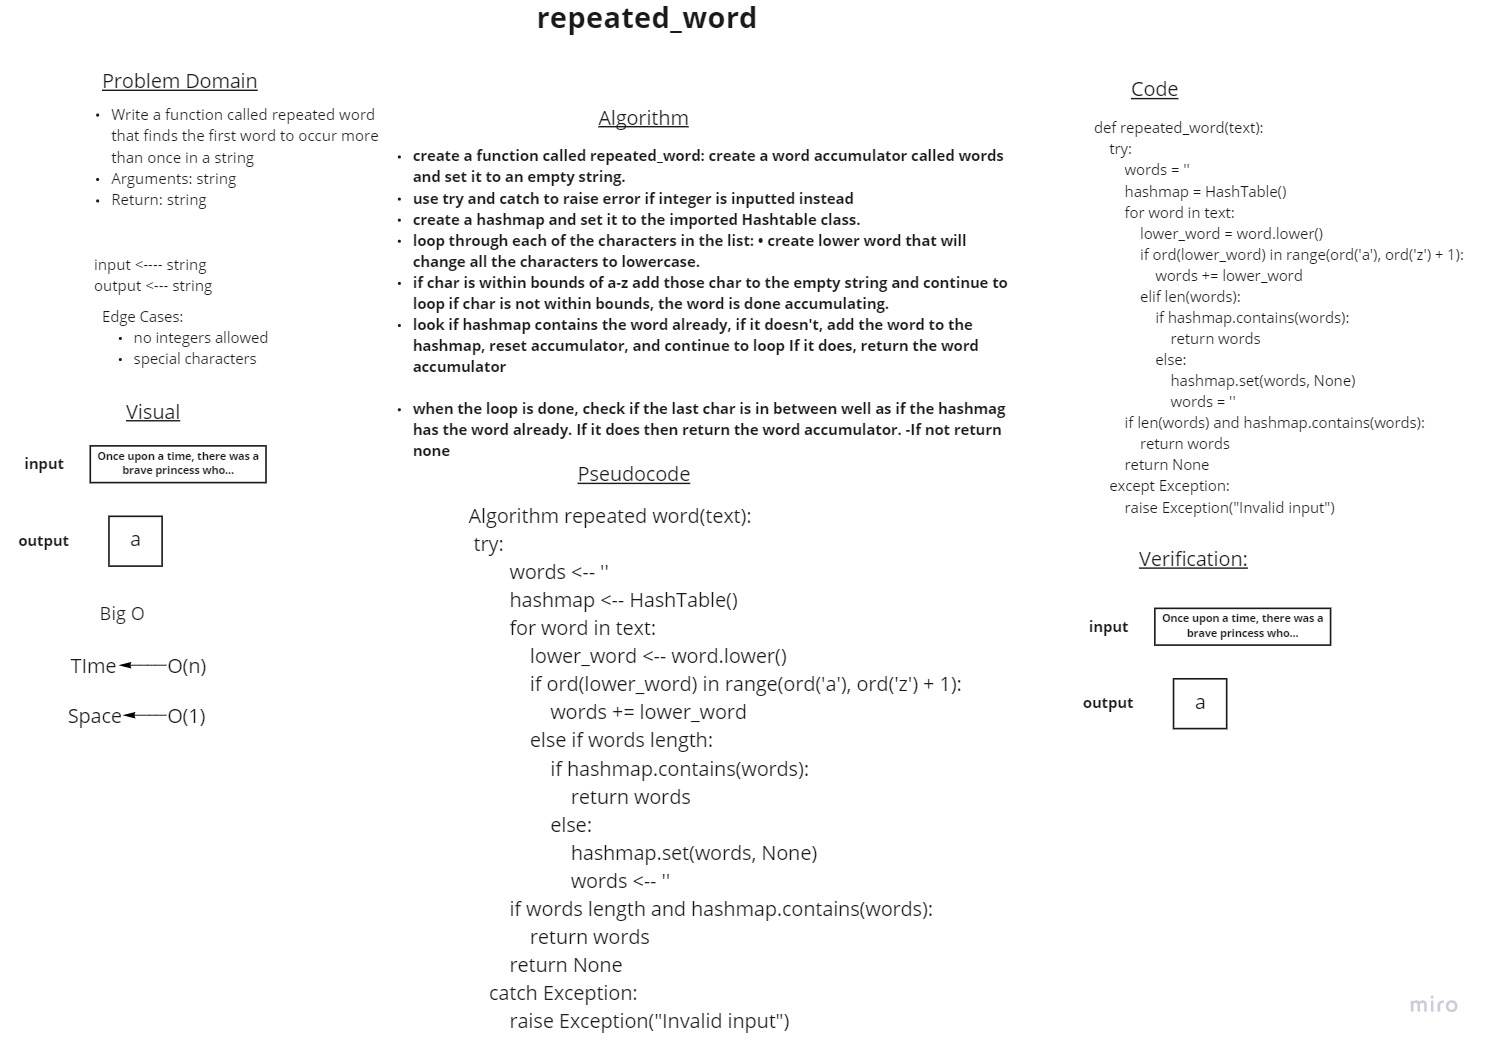 repeated_word
Problem Domain
• Write a function called repeated word
that finds the first word to occur more
than once in a string
• Arguments: string
• Return: string
input <---- string
output <--- string
Edge Cases:
• no integers allowed
• special characters
Visual
input
Once upon a time, there was a
brave princess who...
output
a
Big O
TIme
O(n)
Space
O(1)
Algorithm
• create a function called repeated_word: create a word accumulator called words
and set it to an empty string.
• use try and catch to raise error if integer is inputted instead
• create a hashmap and set it to the imported Hashtable class.
• loop through each of the characters in the list: • create lower word that will
change all the characters to lowercase.
• if char is within bounds of a-z add those char to the empty string and continue to
loop if char is not within bounds, the word is done accumulating.
• look if hashmap contains the word already, if it doesn't, add the word to the
hashmap, reset accumulator, and continue to loop If it does, return the word
accumulator
• when the loop is done, check if the last char is in between well as if the hashmag
has the word already. If it does then return the word accumulator. -If not return
none
Pseudocode
Algorithm repeated word(text):
try:
words <-- ''
hashmap <-- HashTable()
for word in text:
lower_word <-- word.lower()
if ord(lower_word) in range(ord('a'), ord('z') + 1):
words += lower_word
else if words length:
if hashmap.contains(words):
return words
else:
hashmap.set(words, None)
words <-- ''
if words length and hashmap.contains(words):
return words
return None
catch Exception:
raise Exception("Invalid input")
Code
def repeated_word(text):
try:
words = ''
hashmap = HashTable()
for word in text:
lower_word = word.lower()
if ord(lower_word) in range(ord('a'), ord('z') + 1):
words += lower_word
elif len(words):
if hashmap.contains(words):
return words
else:
hashmap.set(words, None)
words = ''
if len(words) and hashmap.contains(words):
return words
return None
except Exception:
raise Exception("Invalid input")
Verification:
input
Once upon a time, there was a
brave princess who...
output
a
miro